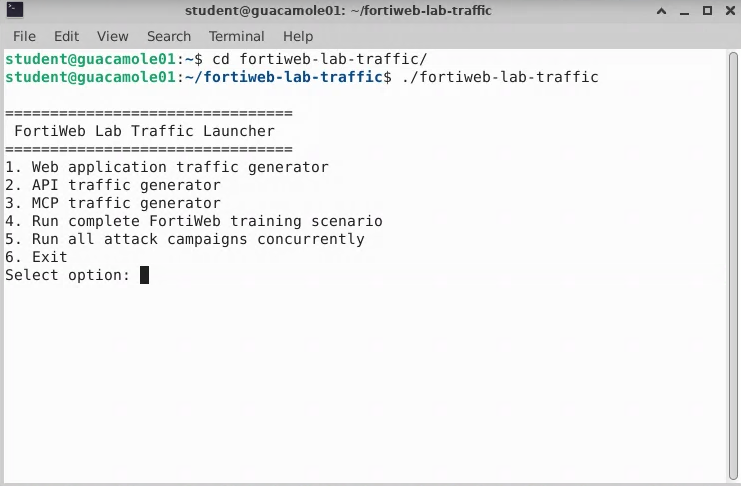 student@guacamole01: ~/fortiweb-lab-traffic
File Edit View Search Terminal Help
student@guacamole01:~$ cd fortiweb-lab-traffic/
student@guacamole01:~/fortiweb-lab-traffic$ ./fortiweb-lab-traffic
================================
FortiWeb Lab Traffic Launcher
================================
1. Web application traffic generator
2. API traffic generator
3. MCP traffic generator
4. Run complete FortiWeb training scenario
5. Run all attack campaigns concurrently
6. Exit
Select option: